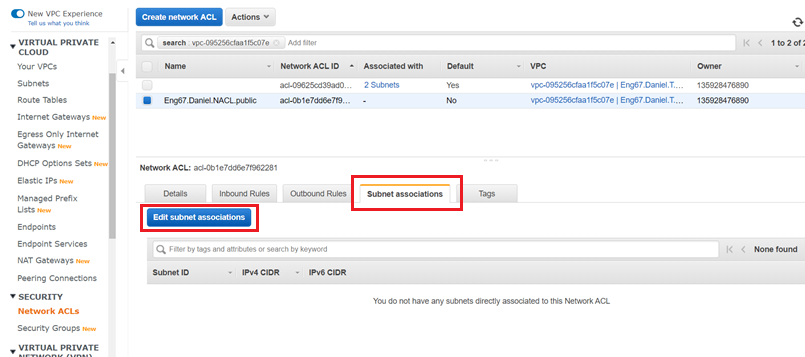 New VPC Experience
Tell us what you think
VIRTUAL PRIVATE
CLOUD
Your VPCs
Subnets
Route Tables
Internet Gateways New
Egress Only Internet
Gateways New
DHCP Options Sets New
Elastic IPs New
Managed Prefix
Lists New
Endpoints
Endpoint Services
NAT Gateways New
Peering Connections
SECURITY
Network ACLs
Security Groups New
VIRTUAL PRIVATE
NETWORK (VPN)
Create network ACL Actions
search : vpc-095256cfaa1f5c07e Add filter 1 to 2 of 2
Name Network ACL ID Associated with Default VPC Owner
acl-09625cd39ad0... 2 Subnets Yes vpc-095256cfaa1f5c07e | Eng67.Daniel.T.... 135928476890
Eng67.Daniel.NACL.public acl-0b1e7dd6e7f9... - No vpc-095256cfaa1f5c07e | Eng67.Daniel.T.... 135928476890
Network ACL: acl-0b1e7dd6e7f962281
Details Inbound Rules Outbound Rules Subnet associations Tags
Edit subnet associations
Filter by tags and attributes or search by keyword None found
Subnet ID IPv4 CIDR IPv6 CIDR
You do not have any subnets directly associated to this Network ACL